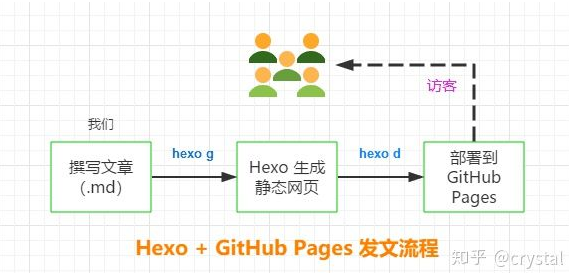 访客
我们
撰写文章
（.md）
hexo g
Hexo 生成
静态网页
hexo d
部署到
GitHub
Pages
Hexo + GitHub Pages 发文流程
知乎 @crystal